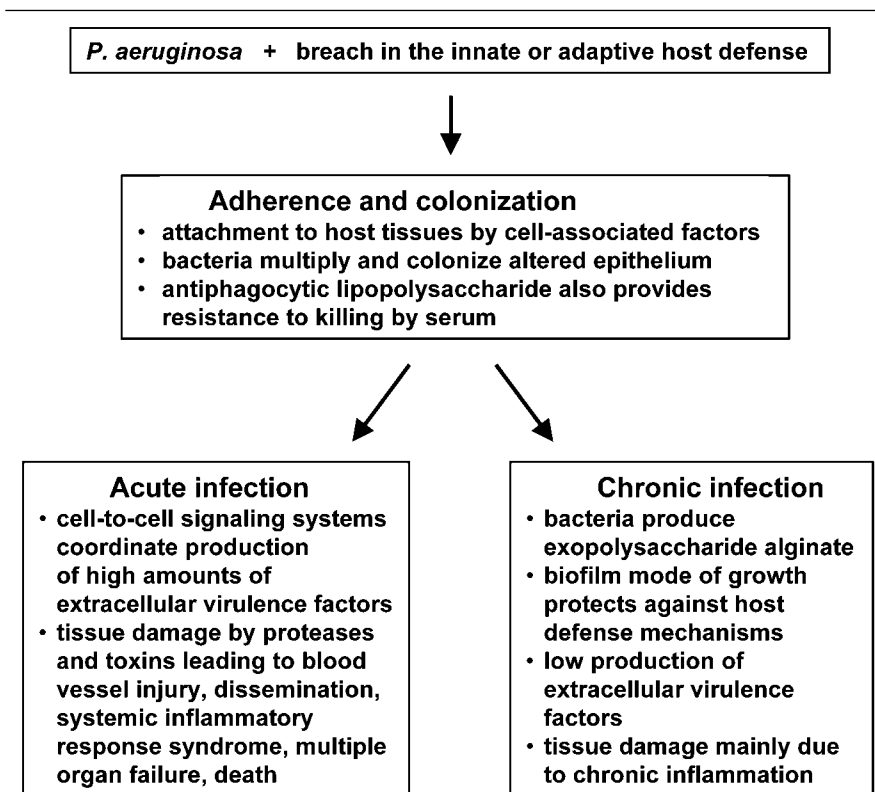 P. aeruginosa + breach in the innate or adaptive host defense
Adherence and colonization
• attachment to host tissues by cell-associated factors
• bacteria multiply and colonize altered epithelium
• antiphagocytic lipopolysaccharide also provides
resistance to killing by serum
Acute infection
• cell-to-cell signaling systems
coordinate production
of high amounts of
extracellular virulence factors
• tissue damage by proteases
and toxins leading to blood
vessel injury, dissemination,
systemic inflammatory
response syndrome, multiple
organ failure, death
Chronic infection
• bacteria produce
exopolysaccharide alginate
• biofilm mode of growth
protects against host
defense mechanisms
• low production of
extracellular virulence
factors
• tissue damage mainly due
to chronic inflammation